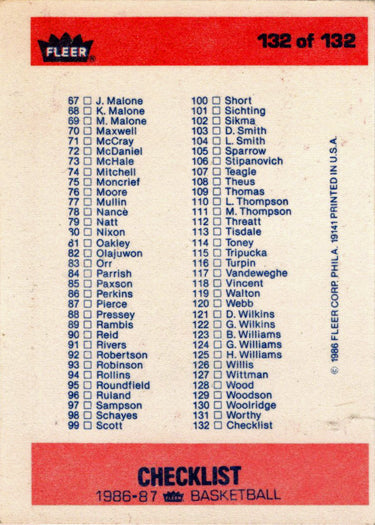 FLEER®
132 of 132
67 □ J. Malone
68 □ K. Malone
69 □ M. Malone
70 □ Maxwell
71 □ McCray
72 □ McDaniel
73 □ McHale
74 □ Mitchell
75 □ Moncrief
76 □ Moore
77 □ Mullin
78 □ Nance
79 □ Natt
80 □ Nixon
81 □ Oakley
82 □ Olajuwon
83 □ Orr
84 □ Parrish
85 □ Paxson
86 □ Perkins
87 □ Pierce
88 □ Pressey
89 □ Rambis
90 □ Reid
91 □ Rivers
92 □ Robertson
93 □ Robinson
94 □ Rollins
95 □ Roundfield
96 □ Ruland
97 □ Sampson
98 □ Schayes
99 □ Scott
100 □ Short
101 □ Sichting
102 □ Sikma
103 □ D. Smith
104 □ L. Smith
105 □ Sparrow
106 □ Stipanovich
107 □ Teagle
108 □ Theus
109 □ Thomas
110 □ L. Thompson
111 □ M. Thompson
112 □ Threatt
113 □ Tisdale
114 □ Toney
115 □ Tripucka
116 □ Turpin
117 □ Vandeweghe
118 □ Vincent
119 □ Walton
120 □ Webb
121 □ D. Wilkins
122 □ G. Wilkins
123 □ B. Williams
124 □ G. Williams
125 □ H. Williams
126 □ Willis
127 □ Wittman
128 □ Wood
129 □ Woodson
130 □ Woolridge
131 □ Worthy
132 □ Checklist
© 1986 FLEER CORP. PHILA. 19141 PRINTED IN U.S.A.
CHECKLIST
1986-87 FLEER BASKETBALL